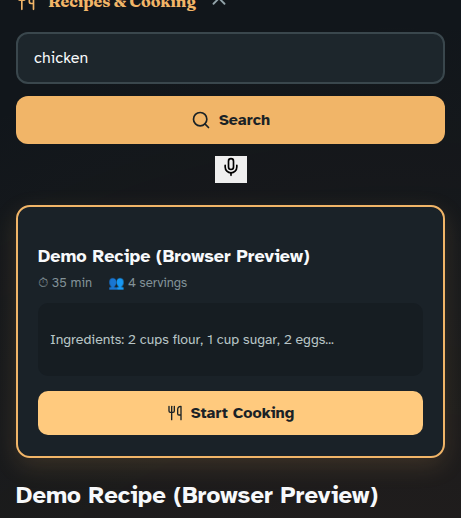 Recipes & Cooking
chicken
Search
Demo Recipe (Browser Preview)
⏱ 35 min 👥 4 servings
Ingredients: 2 cups flour, 1 cup sugar, 2 eggs...
Start Cooking
Demo Recipe (Browser Preview)